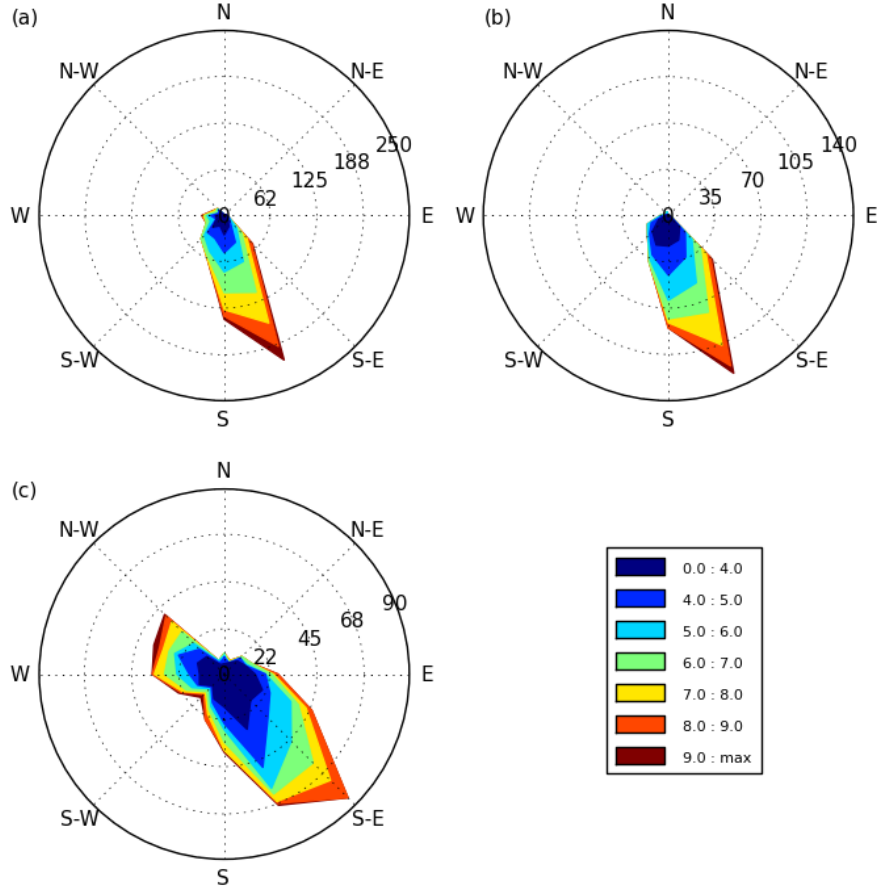 (a)
N
N-W
N-E
250
188
125
62
0
W
E
S-W
S-E
S
(b)
N
N-W
N-E
140
105
70
35
0
W
E
S-W
S-E
S
(c)
N
N-W
N-E
90
68
45
22
0
W
E
S-W
S-E
S
0.0 : 4.0
4.0 : 5.0
5.0 : 6.0
6.0 : 7.0
7.0 : 8.0
8.0 : 9.0
9.0 : max